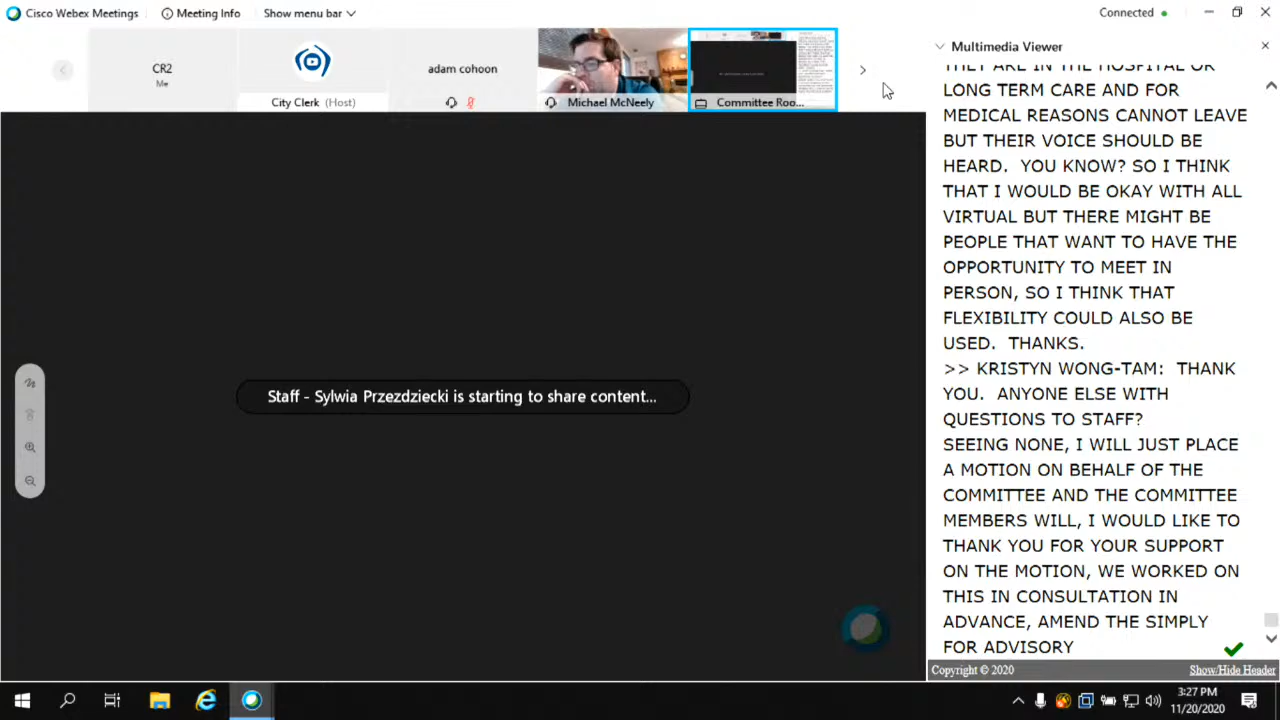 Cisco Webex Meetings
Meeting Info
Show menu bar
Connected
CR2
Me
City Clerk (Host)
adam cohoon
Michael McNeely
Committee Roo...
Staff - Sylwia Przezdziecki is starting to share content...
Multimedia Viewer
THEY ARE IN THE HOSPITAL OR
LONG TERM CARE AND FOR
MEDICAL REASONS CANNOT LEAVE
BUT THEIR VOICE SHOULD BE
HEARD.  YOU KNOW? SO I THINK
THAT I WOULD BE OKAY WITH ALL
VIRTUAL BUT THERE MIGHT BE
PEOPLE THAT WANT TO HAVE THE
OPPORTUNITY TO MEET IN
PERSON, SO I THINK THAT
FLEXIBILITY COULD ALSO BE
USED.  THANKS.
>> KRISTYN WONG-TAM:  THANK
YOU.  ANYONE ELSE WITH
QUESTIONS TO STAFF?
SEEING NONE, I WILL JUST PLACE
A MOTION ON BEHALF OF THE
COMMITTEE AND THE COMMITTEE
MEMBERS WILL, I WOULD LIKE TO
THANK YOU FOR YOUR SUPPORT
ON THE MOTION, WE WORKED ON
THIS IN CONSULTATION IN
ADVANCE, AMEND THE SIMPLY
FOR ADVISORY
Copyright © 2020
Show/Hide Header
3:27 PM
11/20/2020